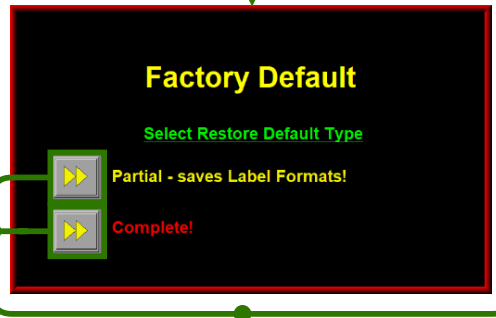 Factory Default
Select Restore Default Type
Partial - saves Label Formats!
Complete!